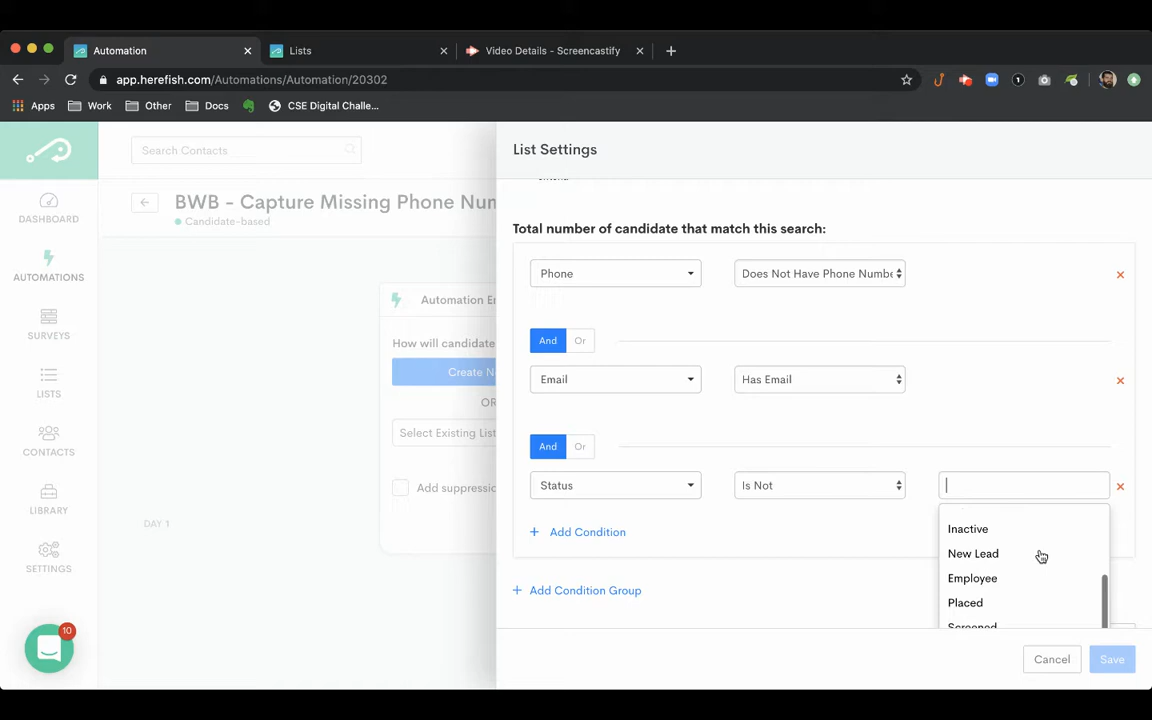 Automation
Lists
Video Details - Screencastify
app.herefish.com/Automations/Automation/20302
Apps
Work
Other
Docs
CSE Digital Challe...
Search Contacts
List Settings
DASHBOARD
BWB - Capture Missing Phone Num
Candidate-based
Total number of candidate that match this search:
AUTOMATIONS
Phone
Does Not Have Phone Numbe
Automation En
SURVEYS
How will candidate
And
Or
Create Ne
Email
Has Email
LISTS
OR
Select Existing List
CONTACTS
And
Or
Add suppressio
Status
Is Not
LIBRARY
DAY 1
Add Condition
Inactive
New Lead
Employee
Placed
Screened
SETTINGS
Add Condition Group
10
Cancel
Save